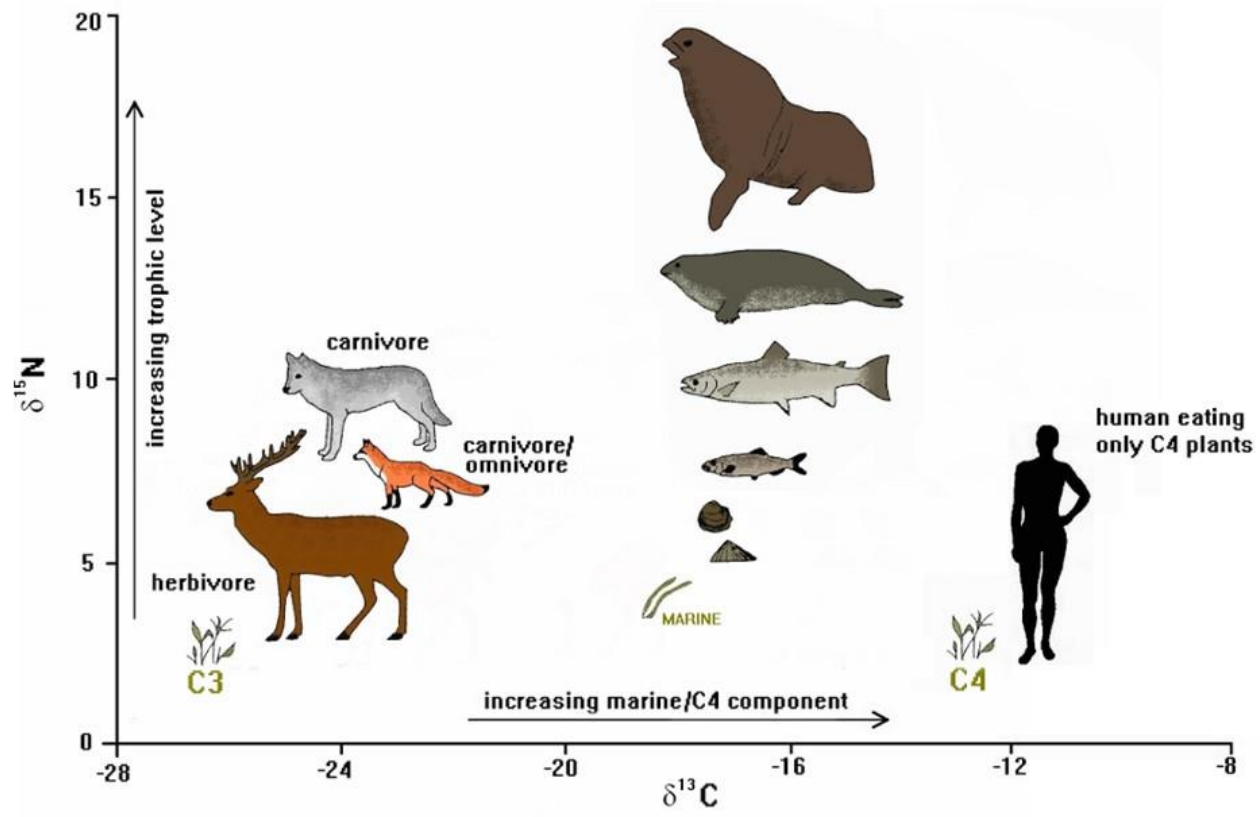 20
15
10
5
0
δ¹⁵N
increasing trophic level
carnivore
carnivore/
omnivore
herbivore
C3
MARINE
C4
human eating
only C4 plants
increasing marine/C4 component
-28
-24
-20
-16
-12
-8
δ¹³C